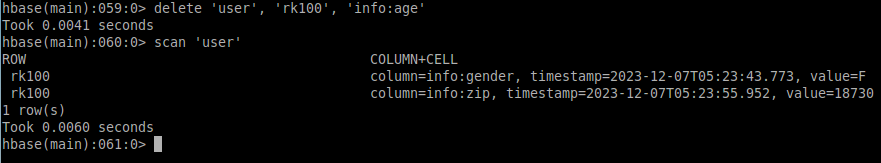 hbase(main):059:0> delete 'user', 'rk100', 'info:age'
Took 0.0041 seconds
hbase(main):060:0> scan 'user'
ROW COLUMN+CELL
rk100 column=info:gender, timestamp=2023-12-07T05:23:43.773, value=F
rk100 column=info:zip, timestamp=2023-12-07T05:23:55.952, value=18730
1 row(s)
Took 0.0060 seconds
hbase(main):061:0>